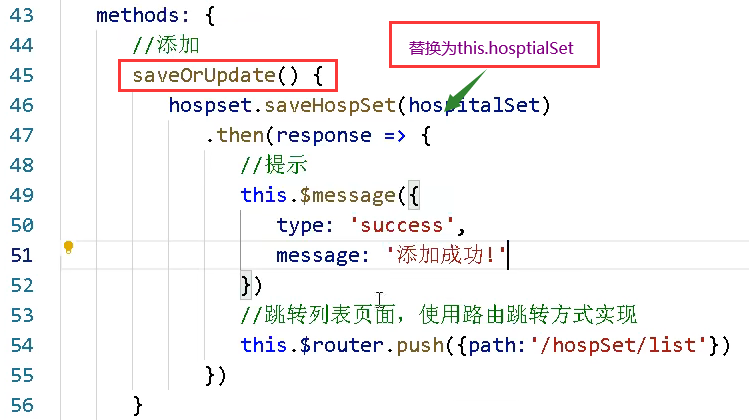 43 methods: {
44 //添加
替换为this.hosptialSet
45 saveOrUpdate() {
46 hospset.saveHospSet(hospitalSet)
47 .then(response => {
48 //提示
49 this.$message({
50 type: 'success',
51 message: '添加成功!'
52 })
53 //跳转列表页面，使用路由跳转方式实现
54 this.$router.push({path:'/hospSet/list'})
55 })
56 }